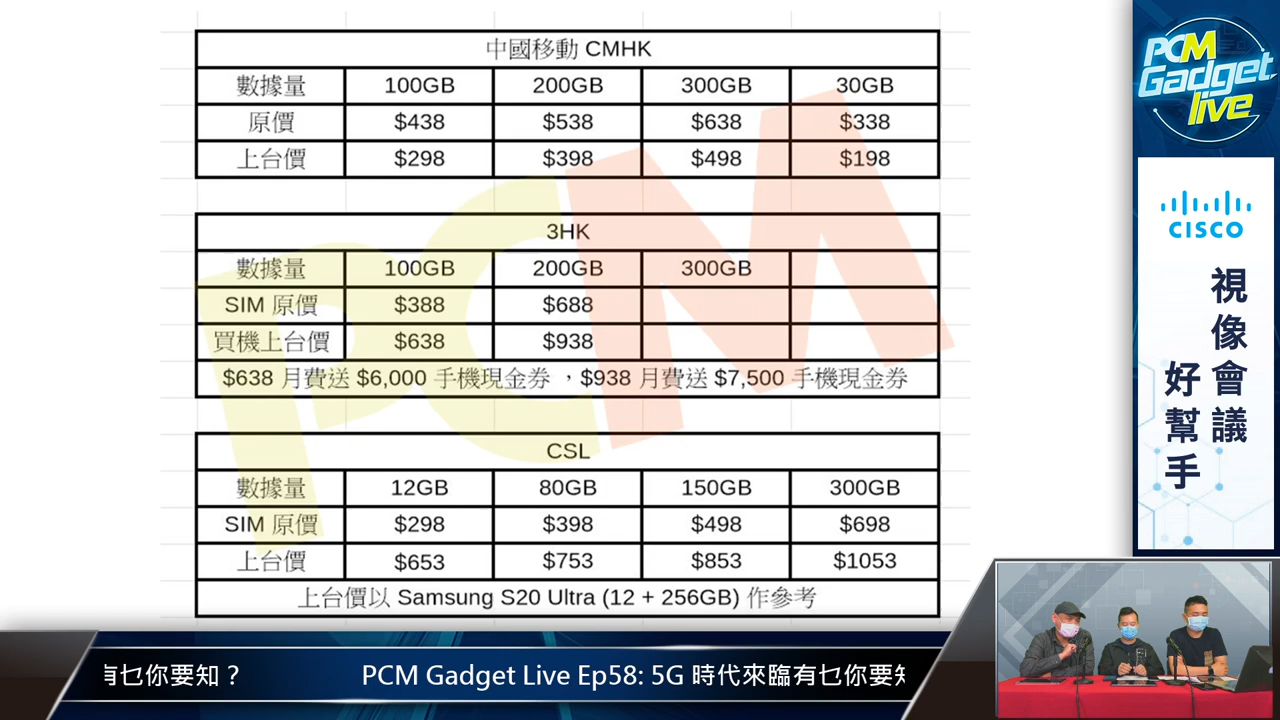 中國移動 CMHK
數據量 100GB 200GB 300GB 30GB
原價 $438 $538 $638 $338
上台價 $298 $398 $498 $198
3HK
數據量 100GB 200GB 300GB
SIM 原價 $388 $688
買機上台價 $638 $938
$638 月費送 $6,000 手機現金券 ，$938 月費送 $7,500 手機現金券
CSL
數據量 12GB 80GB 150GB 300GB
SIM 原價 $298 $398 $498 $698
上台價 $653 $753 $853 $1053
上台價以 Samsung S20 Ultra (12 + 256GB) 作參考
PCM
PCM
Gadget
live
CISCO
視像會議
好幫手
有乜你要知？ PCM Gadget Live Ep58: 5G 時代來臨有乜你要知